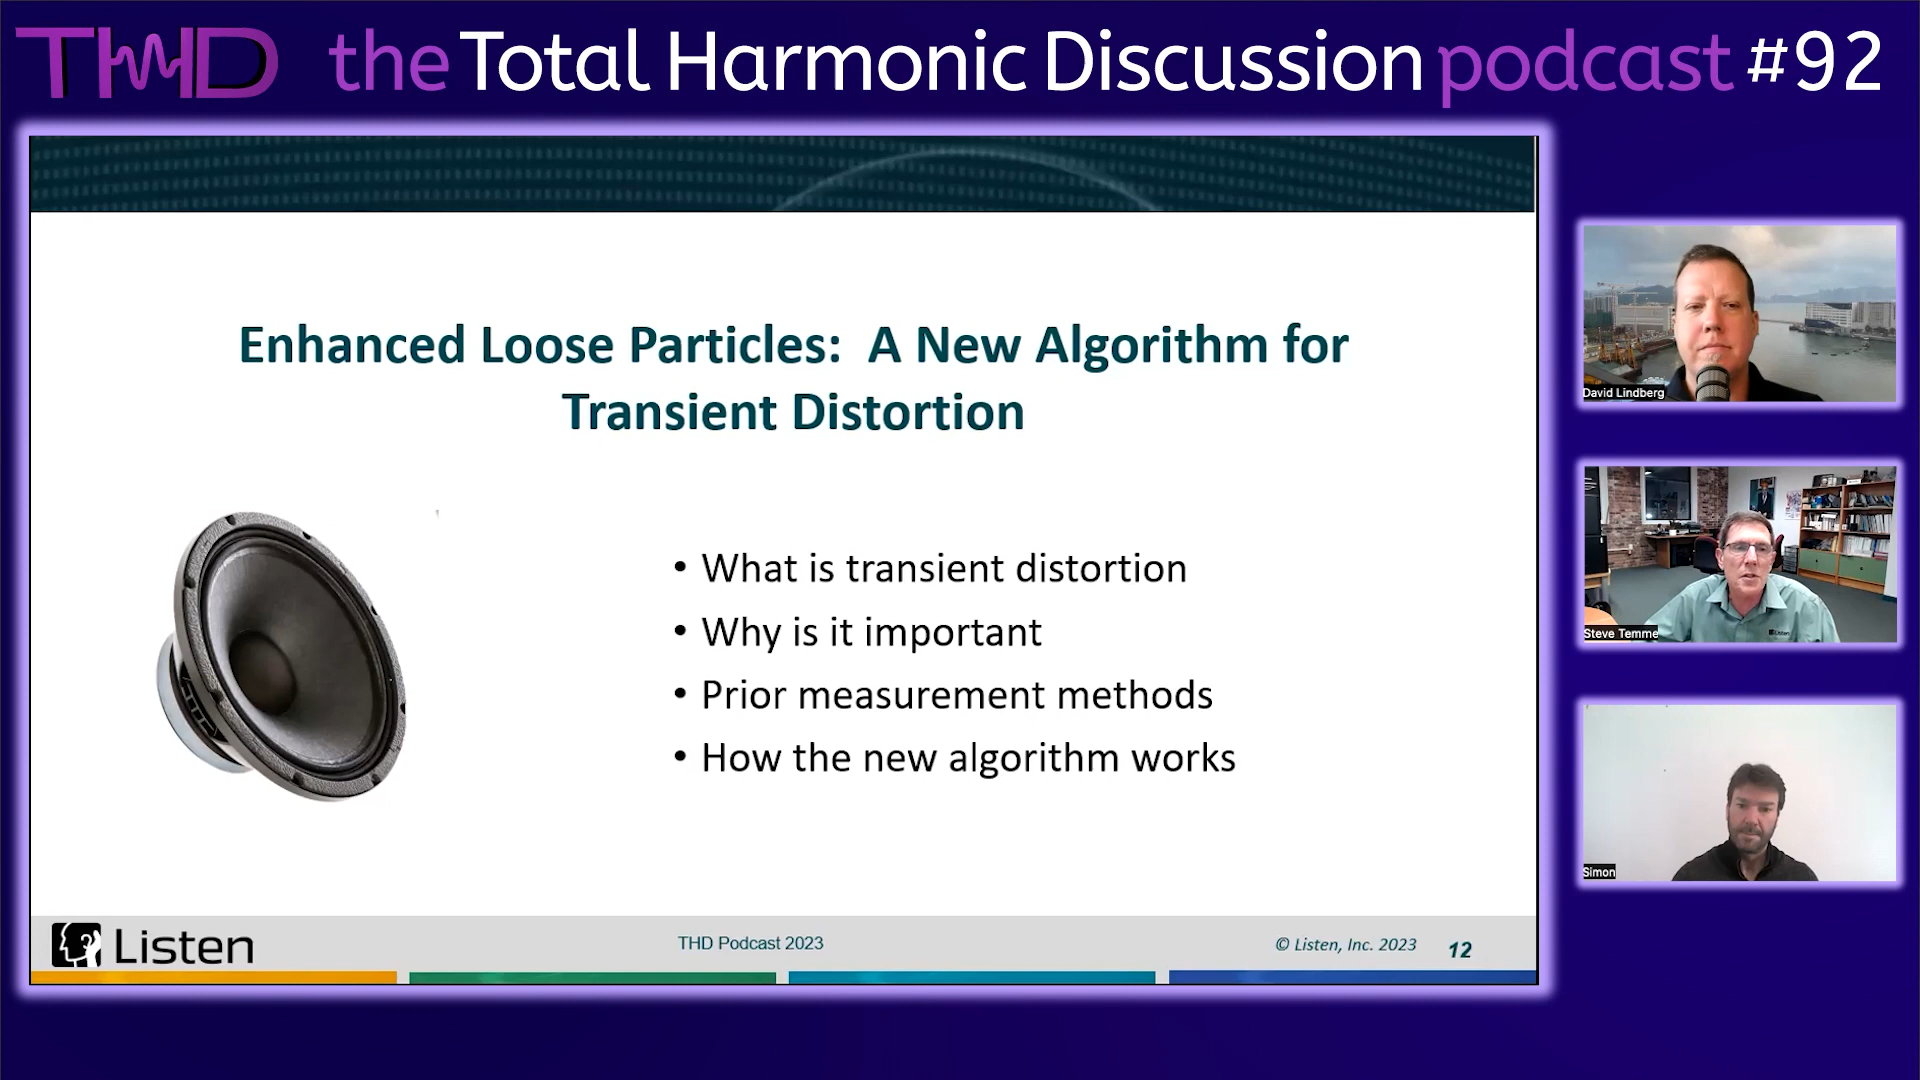 THD the Total Harmonic Discussion podcast #92
Enhanced Loose Particles: A New Algorithm for
Transient Distortion
• What is transient distortion
• Why is it important
• Prior measurement methods
• How the new algorithm works
Listen
THD Podcast 2023
© Listen, Inc. 2023
12
David Lindberg
Steve Temme
Listen
Simon